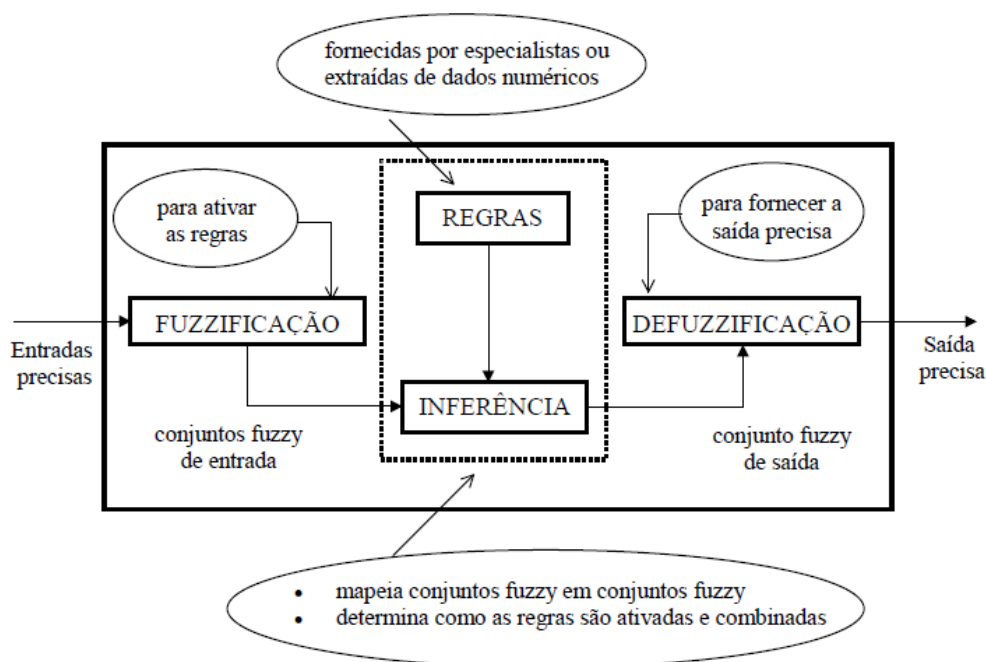 fornecidas por especialistas ou
extraídas de dados numéricos
para ativar
as regras
REGRAS
para fornecer a
saída precisa
FUZZIFICAÇÃO
DEFUZZIFICAÇÃO
Entradas
precisas
Saída
precisa
INFERÊNCIA
conjuntos fuzzy
de entrada
conjunto fuzzy
de saída
• mapeia conjuntos fuzzy em conjuntos fuzzy
• determina como as regras são ativadas e combinadas